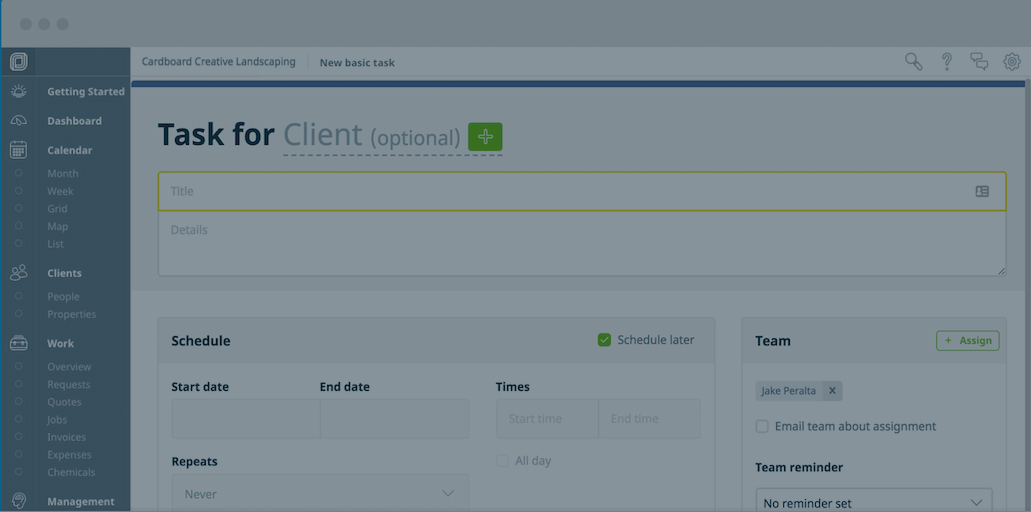 Cardboard Creative Landscaping
New basic task
Getting Started
Dashboard
Calendar
Month
Week
Grid
Map
List
Clients
People
Properties
Work
Overview
Requests
Quotes
Jobs
Invoices
Expenses
Chemicals
Management
Task for Client (optional)
Title
Details
Schedule
Schedule later
Start date
End date
Times
Start time
End time
All day
Repeats
Never
Team
+ Assign
Jake Peralta X
Email team about assignment
Team reminder
No reminder set